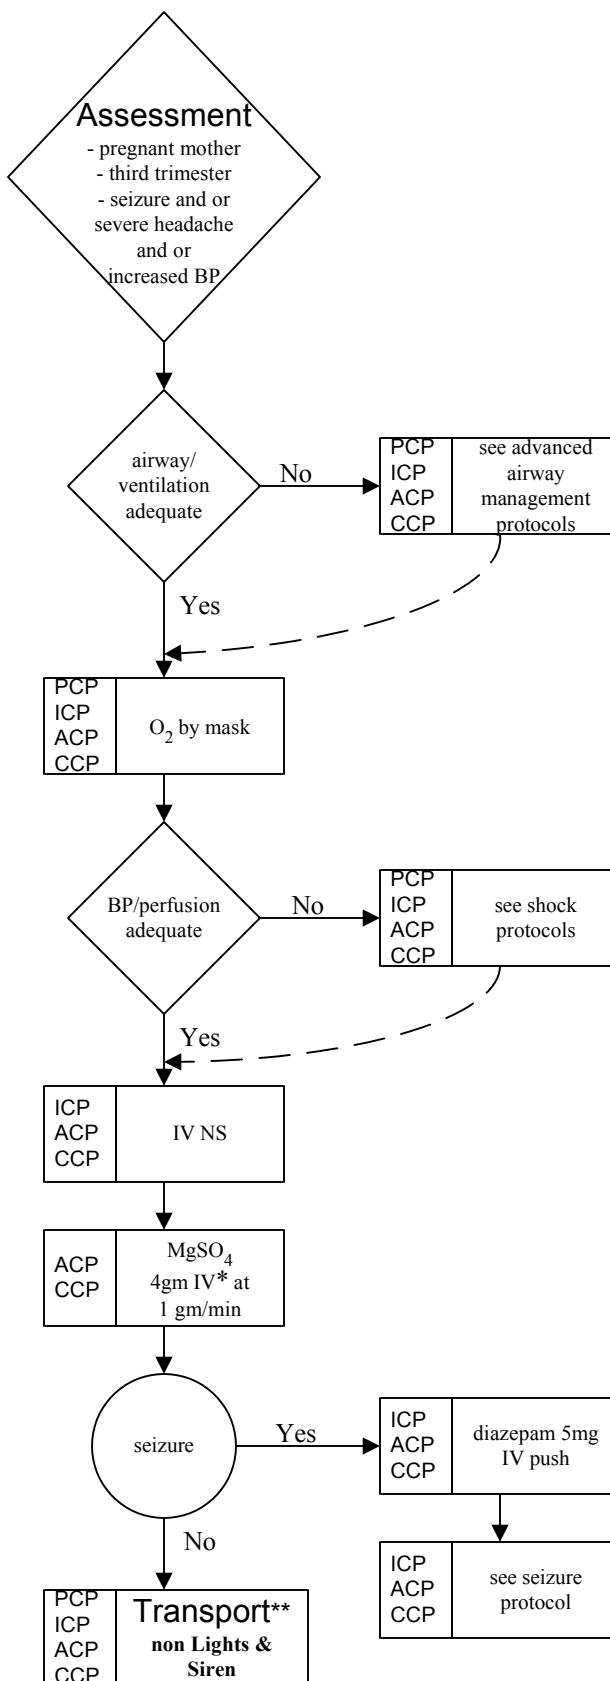 Assessment
- pregnant mother
- third trimester
- seizure and or
severe headache
and or
increased BP
airway/
ventilation
adequate
No
PCP
ICP
ACP
CCP
see advanced
airway
management
protocols
Yes
PCP
ICP
ACP
CCP
O2 by mask
BP/perfusion
adequate
No
PCP
ICP
ACP
CCP
see shock
protocols
Yes
ICP
ACP
CCP
IV NS
ACP
CCP
MgSO4
4gm IV* at
1 gm/min
seizure
Yes
ICP
ACP
CCP
diazepam 5mg
IV push
No
ICP
ACP
CCP
see seizure
protocol
PCP
ICP
ACP
CCP
Transport**
non Lights &
Siren